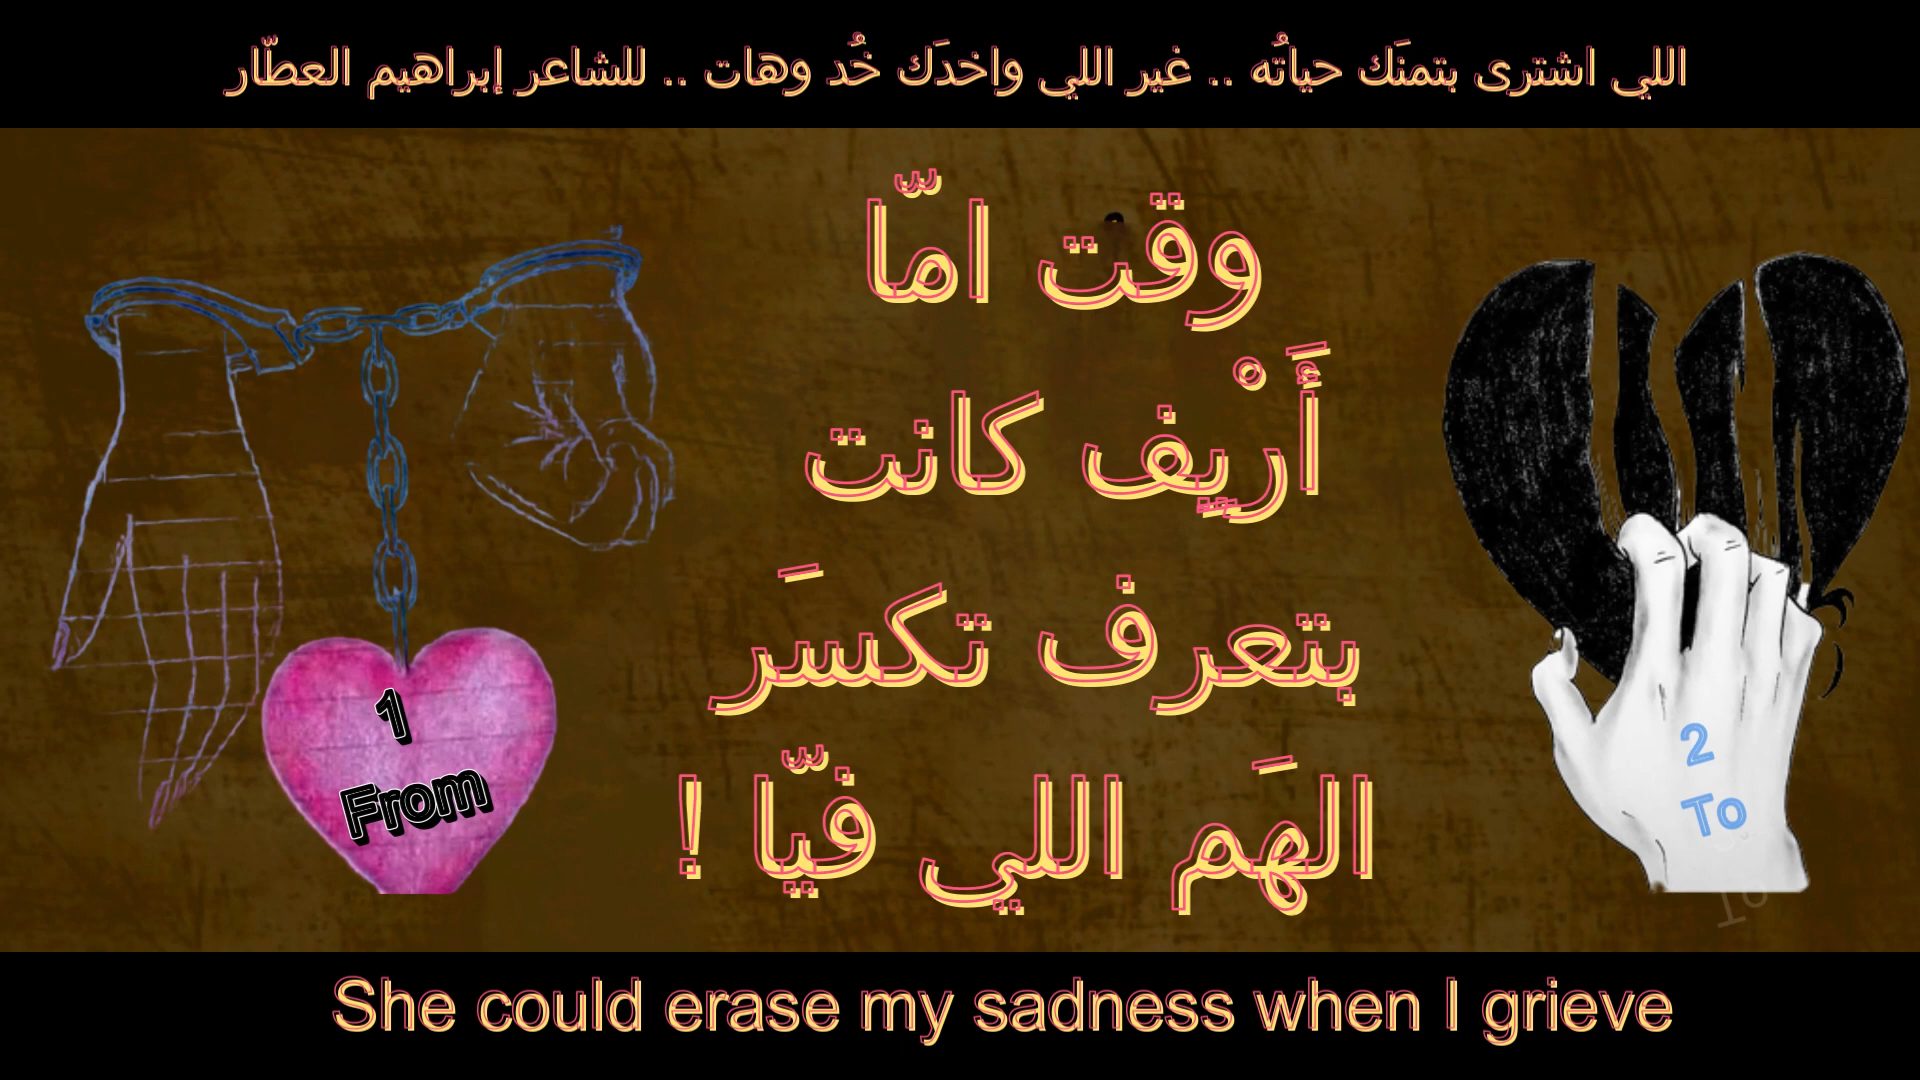 اللي اشترى بتمنَك حياتُه .. غير اللي واخدَك خُد وهات .. للشاعر إبراهيم العطّار
وقت امّا
أَرْيِف كانت
بتعرف تكسَر
الهَم اللي فيّا !
1
From
2
To
She could erase my sadness when I grieve